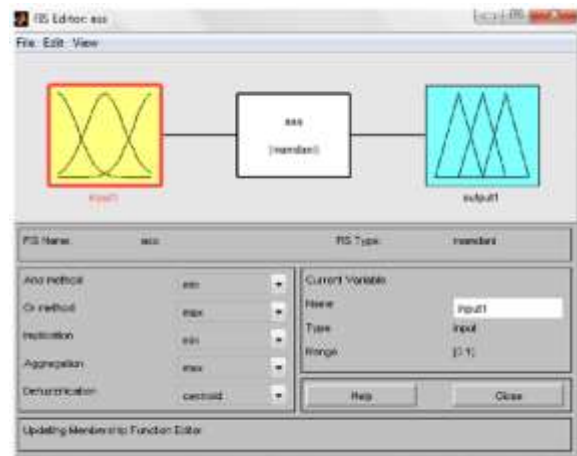 FIS Editor: aaa
File Edit View
aaa
(mamdani)
input1
output1
FIS Name: aaa
FIS Type: mamdani
And method min
Or method max
Implication min
Aggregation max
Defuzzification centroid
Current Variable
Name input1
Type input
Range [0 1]
Help Close
Updating Membership Function Editor